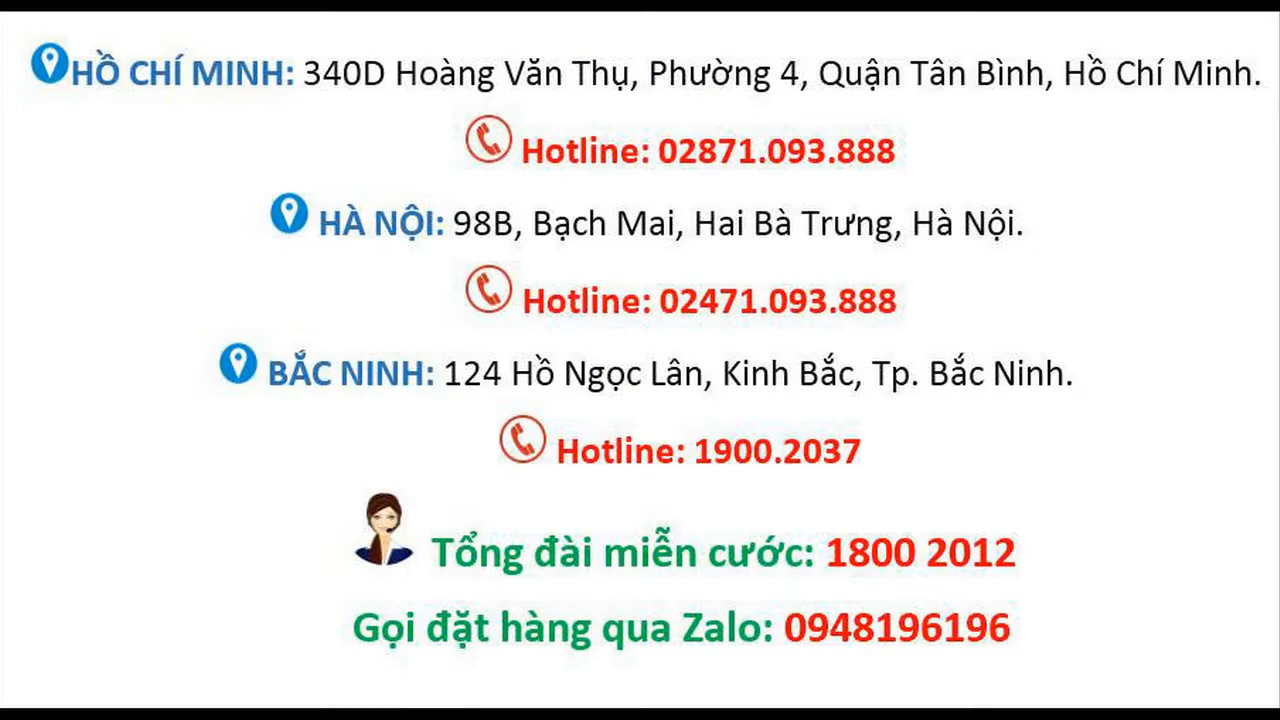 HỒ CHÍ MINH: 340D Hoàng Văn Thụ, Phường 4, Quận Tân Bình, Hồ Chí Minh.
Hotline: 02871.093.888
HÀ NỘI: 98B, Bạch Mai, Hai Bà Trưng, Hà Nội.
Hotline: 02471.093.888
BẮC NINH: 124 Hồ Ngọc Lân, Kinh Bắc, Tp. Bắc Ninh.
Hotline: 1900.2037
Tổng đài miễn cước: 1800 2012
Gọi đặt hàng qua Zalo: 0948196196